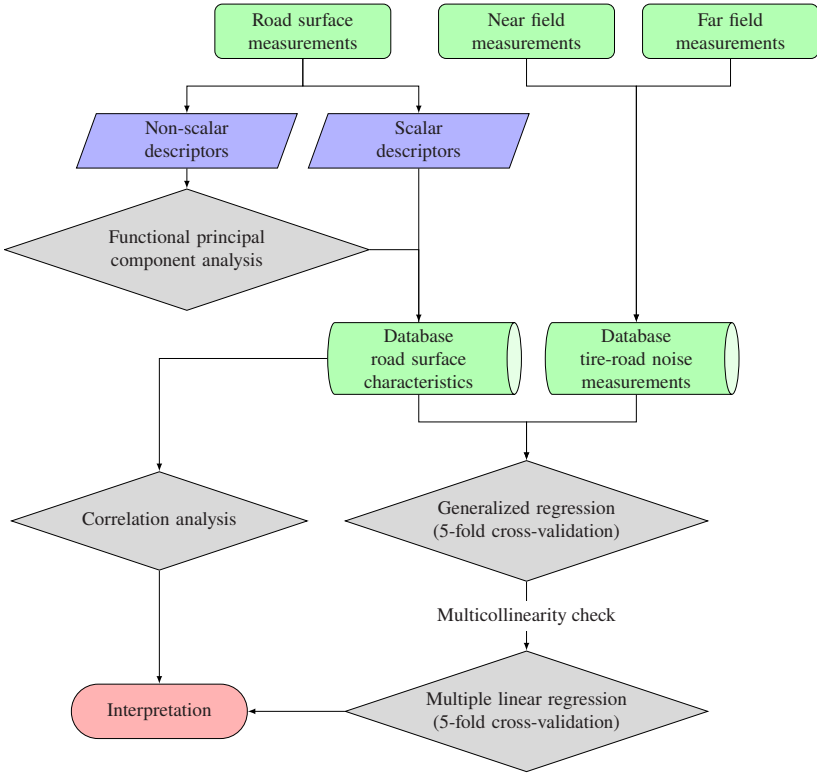 Road surface
measurements
Near field
measurements
Far field
measurements
Non-scalar
descriptors
Scalar
descriptors
Functional principal
component analysis
Database
road surface
characteristics
Database
tire-road noise
measurements
Correlation analysis
Generalized regression
(5-fold cross-validation)
Multicollinearity check
Interpretation
Multiple linear regression
(5-fold cross-validation)